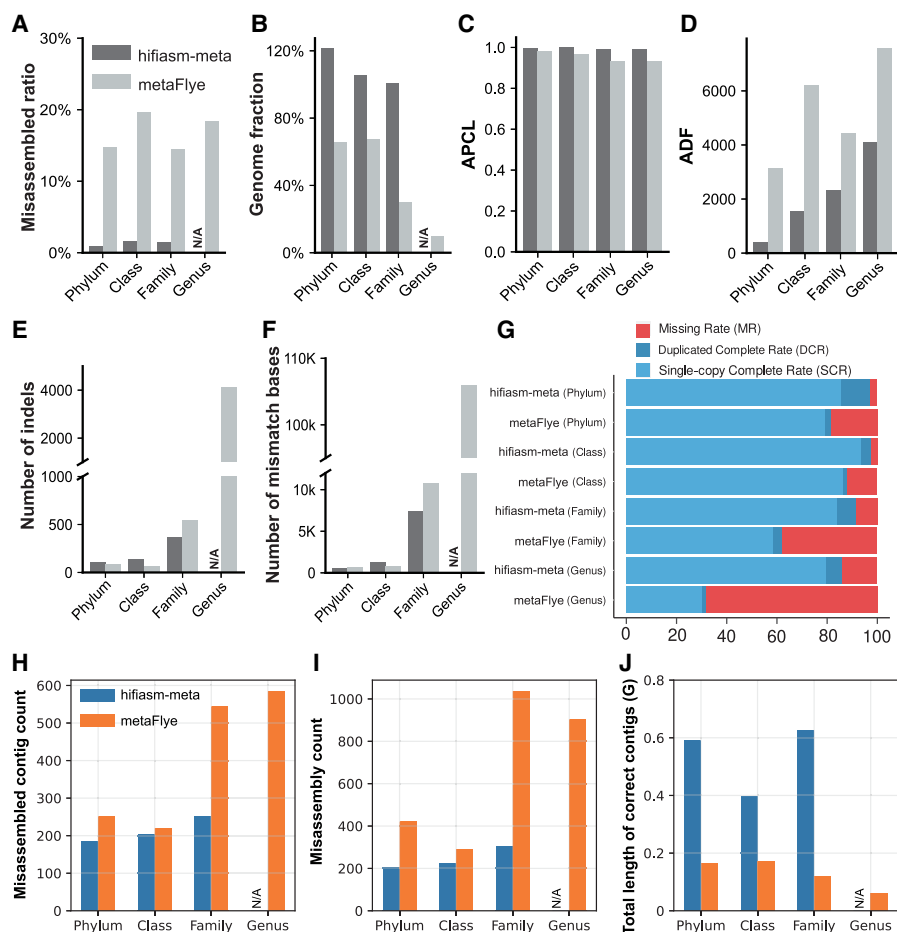 A
Misassembled ratio
30%
20%
10%
0%
hifiasm-meta
metaFlye
N/A
Phylum
Class
Family
Genus
B
Genome fraction
120%
80%
40%
0%
N/A
Phylum
Class
Family
Genus
C
APCL
1.0
0.8
0.6
0.4
0.2
0.0
Phylum
Class
Family
Genus
D
ADF
6000
4000
2000
0
Phylum
Class
Family
Genus
E
Number of indels
4000
2000
1000
500
0
N/A
Phylum
Class
Family
Genus
F
Number of mismatch bases
110K
100k
10k
5K
0
N/A
Phylum
Class
Family
Genus
G
Missing Rate (MR)
Duplicated Complete Rate (DCR)
Single-copy Complete Rate (SCR)
hifiasm-meta (Phylum)
metaFlye (Phylum)
hifiasm-meta (Class)
metaFlye (Class)
hifiasm-meta (Family)
metaFlye (Family)
hifiasm-meta (Genus)
metaFlye (Genus)
0 20 40 60 80 100
H
Misassembled contig count
600
500
400
300
200
100
0
hifiasm-meta
metaFlye
N/A
Phylum Class Family Genus
I
Misassembly count
1000
800
600
400
200
0
N/A
Phylum Class Family Genus
J
Total length of correct contigs (G)
0.8
0.6
0.4
0.2
0
N/A
Phylum Class Family Genus